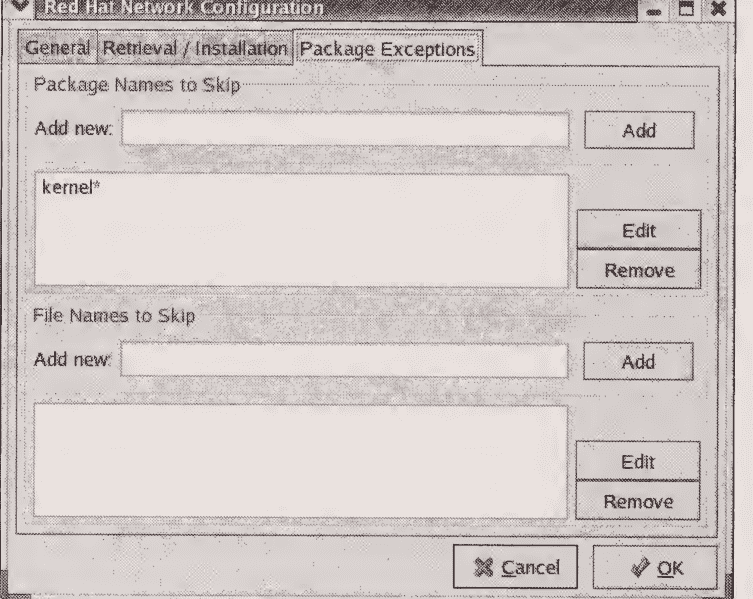 Red Hat Network Configuration
General Retrieval / Installation Package Exceptions
Package Names to Skip
Add new: Add
kernel*
Edit
Remove
File Names to Skip
Add new: Add
Edit
Remove
Cancel OK